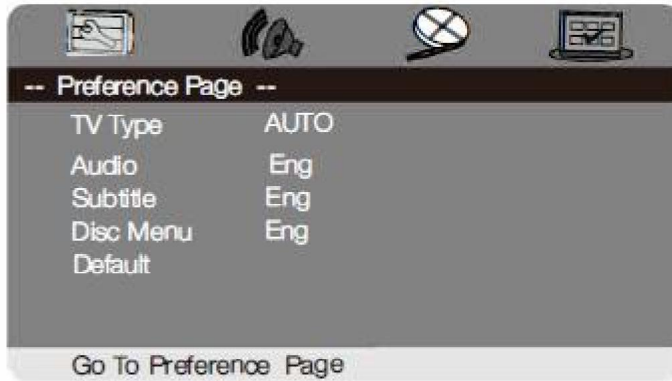 -- Preference Page --
TV Type AUTO
Audio Eng
Subtitle Eng
Disc Menu Eng
Default
Go To Preference Page